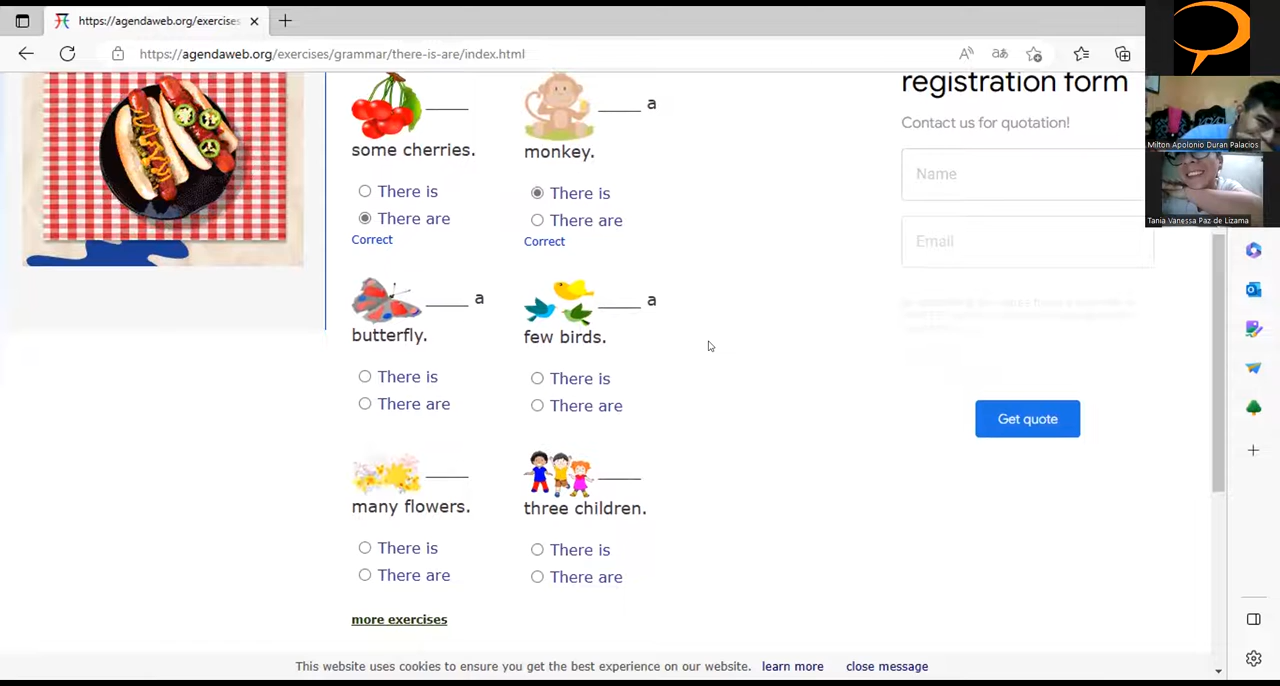 https://agendaweb.org/exercises
https://agendaweb.org/exercises/grammar/there-is-are/index.html
Milton Apolonio Duran Palacios
Tania Vanessa Paz de Lizama
_____ some cherries.
There is
There are
Correct
_____ a monkey.
There is
There are
Correct
_____ a butterfly.
There is
There are
_____ a few birds.
There is
There are
_____ many flowers.
There is
There are
_____ three children.
There is
There are
more exercises
registration form
Contact us for quotation!
Name
Email
Get quote
This website uses cookies to ensure you get the best experience on our website. learn more close message